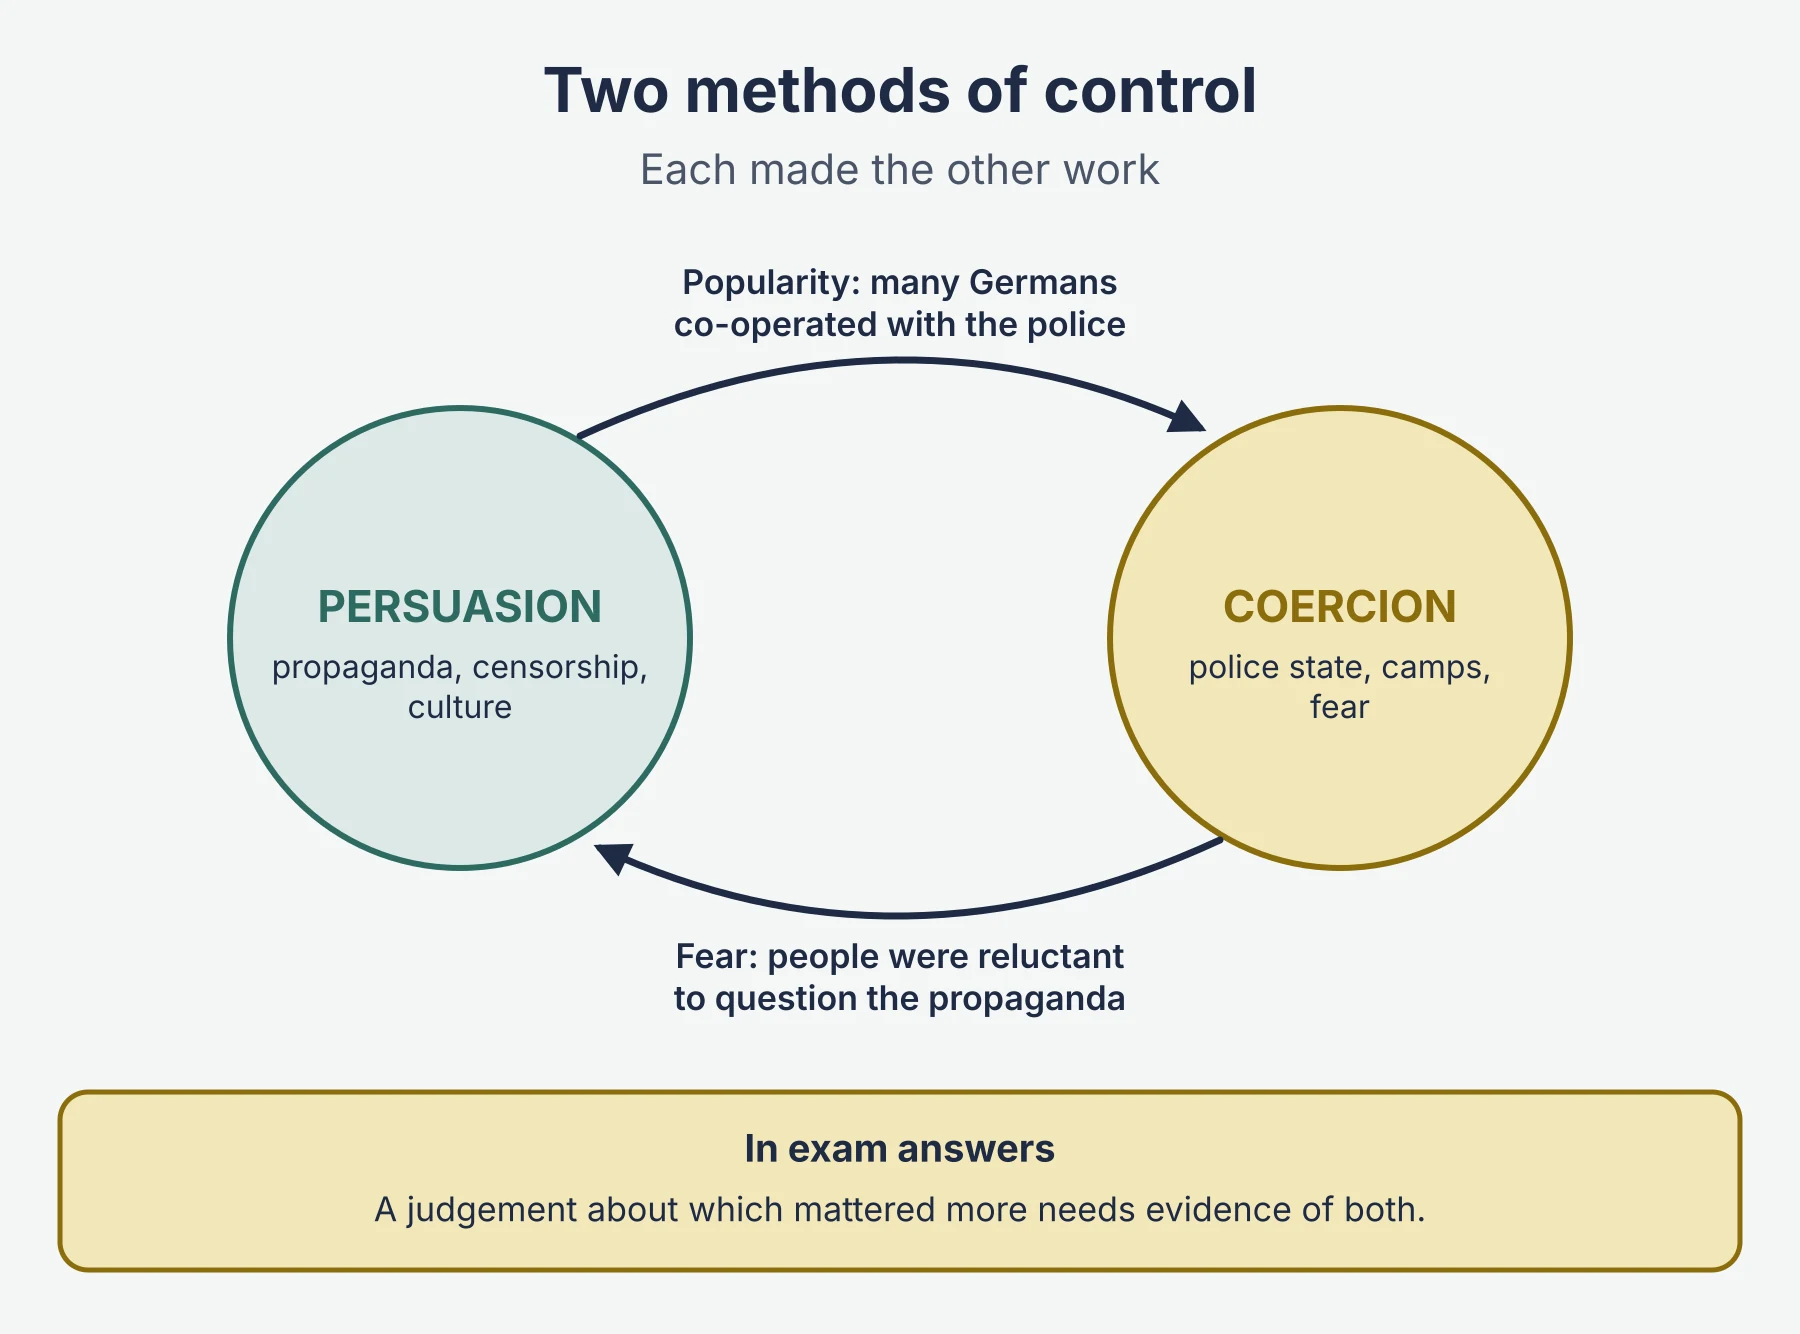 Two methods of control
Each made the other work
Popularity: many Germans
co-operated with the police
PERSUASION
propaganda, censorship,
culture
COERCION
police state, camps,
fear
Fear: people were reluctant
to question the propaganda
In exam answers
A judgement about which mattered more needs evidence of both.